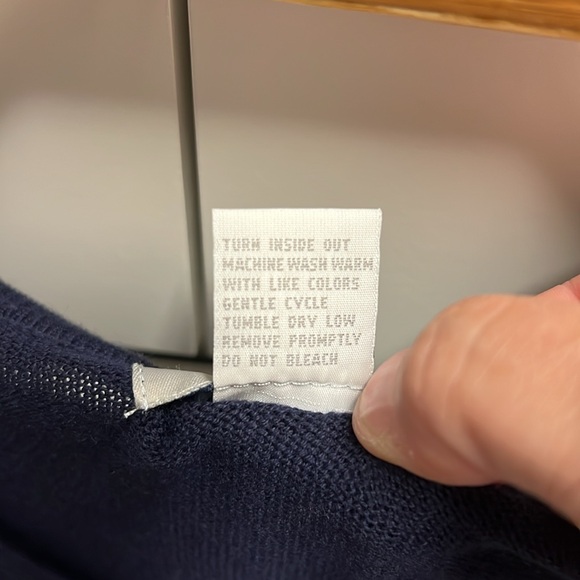 TURN INSIDE OUT
MACHINE WASH WARM
WITH LIKE COLORS
GENTLE CYCLE
TUMBLE DRY LOW
REMOVE PROMPTLY
DO NOT BLEACH